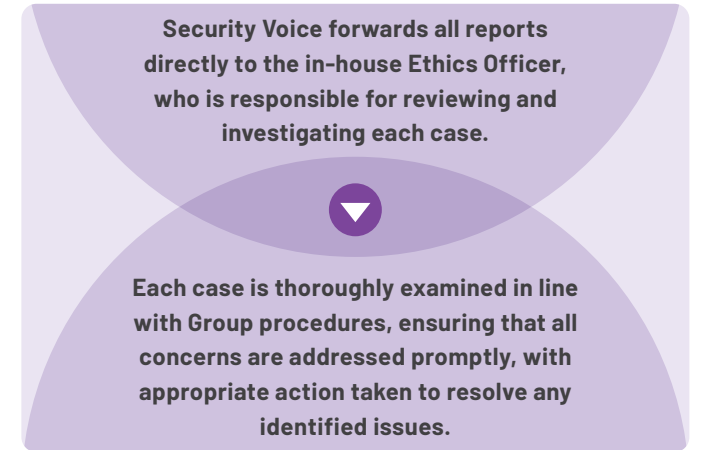 Security Voice forwards all reports
directly to the in-house Ethics Officer,
who is responsible for reviewing and
investigating each case.
Each case is thoroughly examined in line
with Group procedures, ensuring that all
concerns are addressed promptly, with
appropriate action taken to resolve any
identified issues.